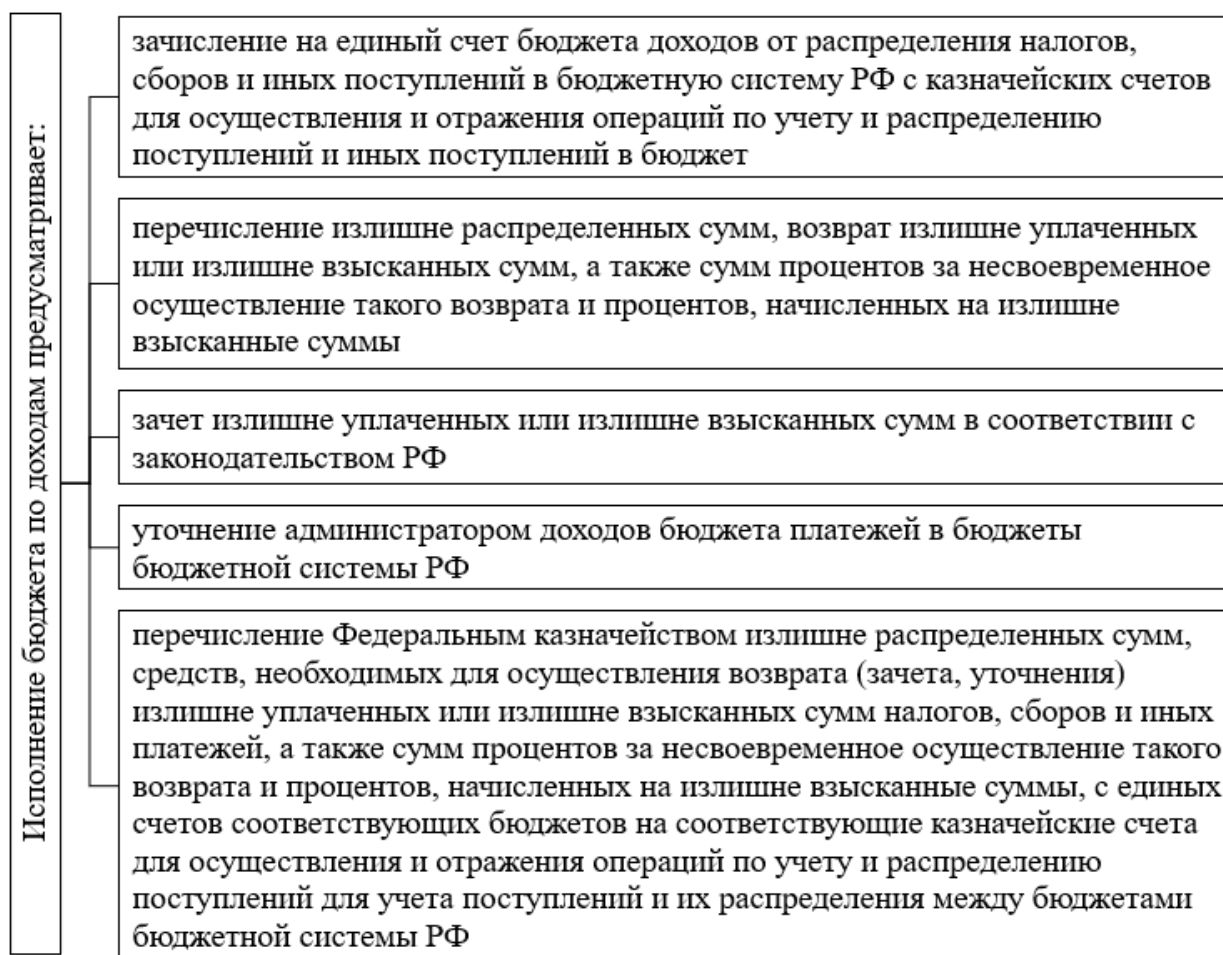 Исполнение бюджета по доходам предусматривает:
зачисление на единый счет бюджета доходов от распределения налогов,
сборов и иных поступлений в бюджетную систему РФ с казначейских счетов
для осуществления и отражения операций по учету и распределению
поступлений и иных поступлений в бюджет
перечисление излишне распределенных сумм, возврат излишне уплаченных
или излишне взысканных сумм, а также сумм процентов за несвоевременное
осуществление такого возврата и процентов, начисленных на излишне
взысканные суммы
зачет излишне уплаченных или излишне взысканных сумм в соответствии с
законодательством РФ
уточнение администратором доходов бюджета платежей в бюджеты
бюджетной системы РФ
перечисление Федеральным казначейством излишне распределенных сумм,
средств, необходимых для осуществления возврата (зачета, уточнения)
излишне уплаченных или излишне взысканных сумм налогов, сборов и иных
платежей, а также сумм процентов за несвоевременное осуществление такого
возврата и процентов, начисленных на излишне взысканные суммы, с единых
счетов соответствующих бюджетов на соответствующие казначейские счета
для осуществления и отражения операций по учету и распределению
поступлений для учета поступлений и их распределения между бюджетами
бюджетной системы РФ